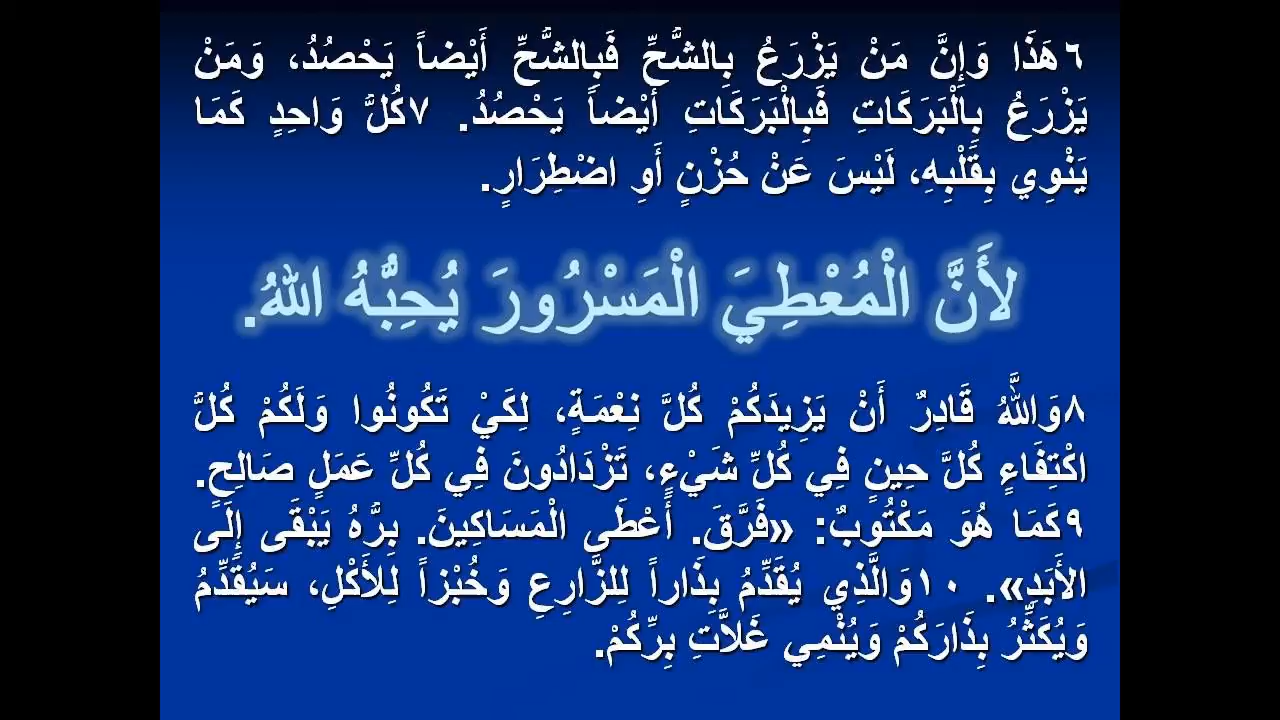 ٦هَذَا وَإِنَّ مَنْ يَزْرَعُ بِالشُّحِّ فَبِالشُّحِّ أَيْضاً يَحْصُدُ، وَمَنْ
يَزْرَعُ بِالْبَرَكَاتِ فَبِالْبَرَكَاتِ أَيْضاً يَحْصُدُ. ٧كُلُّ وَاحِدٍ كَمَا
يَنْوِي بِقَلْبِهِ، لَيْسَ عَنْ حُزْنٍ أَوِ اضْطِرَارٍ.
لأَنَّ الْمُعْطِيَ الْمَسْرُورَ يُحِبُّهُ اللهُ.
٨وَاللَّهُ قَادِرٌ أَنْ يَزِيدَكُمْ كُلَّ نِعْمَةٍ، لِكَيْ تَكُونُوا وَلَكُمْ كُلُّ
اكْتِفَاءٍ كُلَّ حِينٍ فِي كُلِّ شَيْءٍ، تَزْدَادُونَ فِي كُلِّ عَمَلٍ صَالِحٍ.
٩كَمَا هُوَ مَكْتُوبٌ: «فَرَّقَ. أَعْطَى الْمَسَاكِينَ. بِرُّهُ يَبْقَى إِلَى
الأَبَدِ». ١٠وَالَّذِي يُقَدِّمُ بِذَاراً لِلزَّارِعِ وَخُبْزاً لِلأَكْلِ، سَيُقَدِّمُ
وَيُكَثِّرُ بِذَارَكُمْ وَيُنْمِي غَلاَّتِ بِرِّكُمْ.